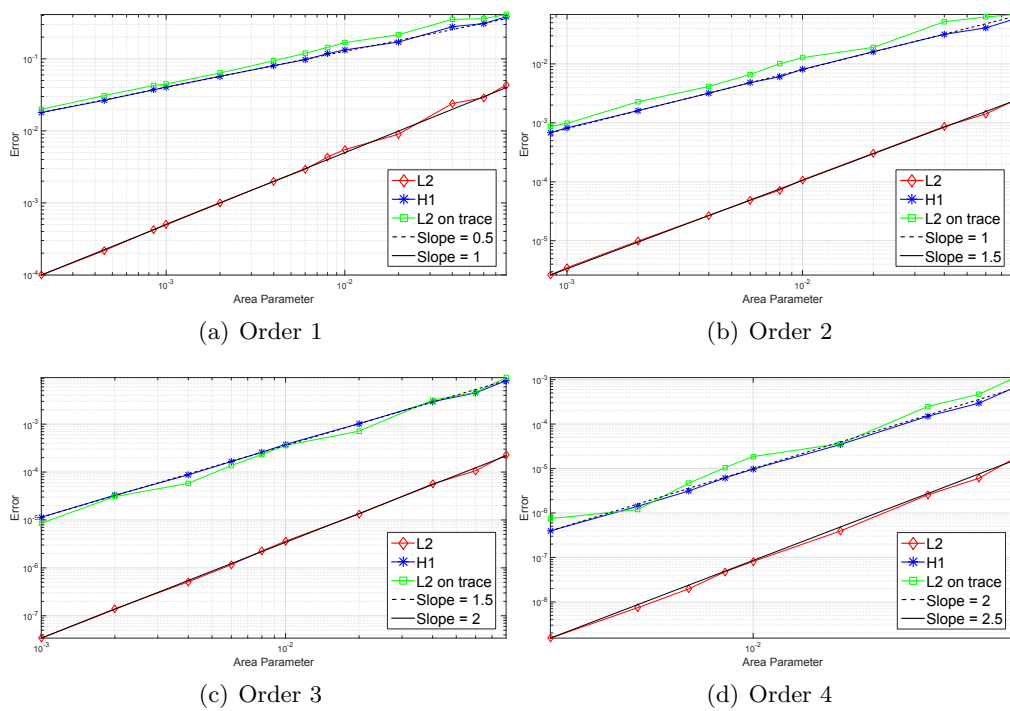 10^-1
10^-2
10^-3
10^-4
Error
10^-3
10^-2
Area Parameter
L2
H1
L2 on trace
Slope = 0.5
Slope = 1
(a) Order 1
10^-2
10^-3
10^-4
10^-5
Error
10^-3
10^-2
Area Parameter
L2
H1
L2 on trace
Slope = 1
Slope = 1.5
(b) Order 2
10^-3
10^-4
10^-5
10^-6
10^-7
Error
10^-3
10^-2
Area Parameter
L2
H1
L2 on trace
Slope = 1.5
Slope = 2
(c) Order 3
10^-3
10^-4
10^-5
10^-6
10^-7
10^-8
Error
10^-2
Area Parameter
L2
H1
L2 on trace
Slope = 2
Slope = 2.5
(d) Order 4